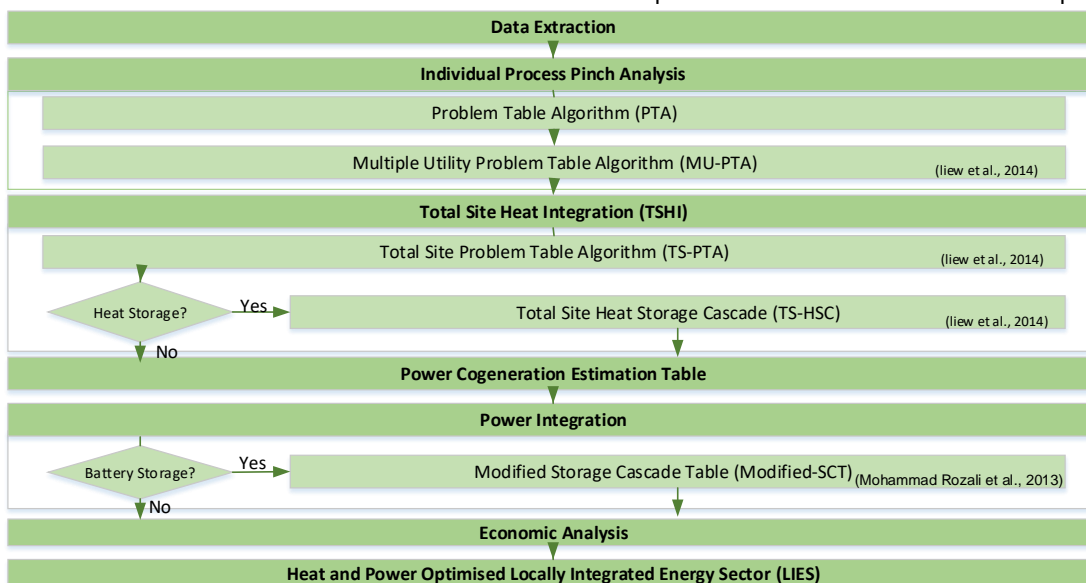 Data Extraction
Individual Process Pinch Analysis
Problem Table Algorithm (PTA)
Multiple Utility Problem Table Algorithm (MU-PTA)
(liew et al., 2014)
Total Site Heat Integration (TSHI)
Total Site Problem Table Algorithm (TS-PTA)
(liew et al., 2014)
Heat Storage?
Yes
Total Site Heat Storage Cascade (TS-HSC)
(liew et al., 2014)
No
Power Cogeneration Estimation Table
Power Integration
Battery Storage?
Yes
Modified Storage Cascade Table (Modified-SCT)
(Mohammad Rozali et al., 2013)
No
Economic Analysis
Heat and Power Optimised Locally Integrated Energy Sector (LIES)